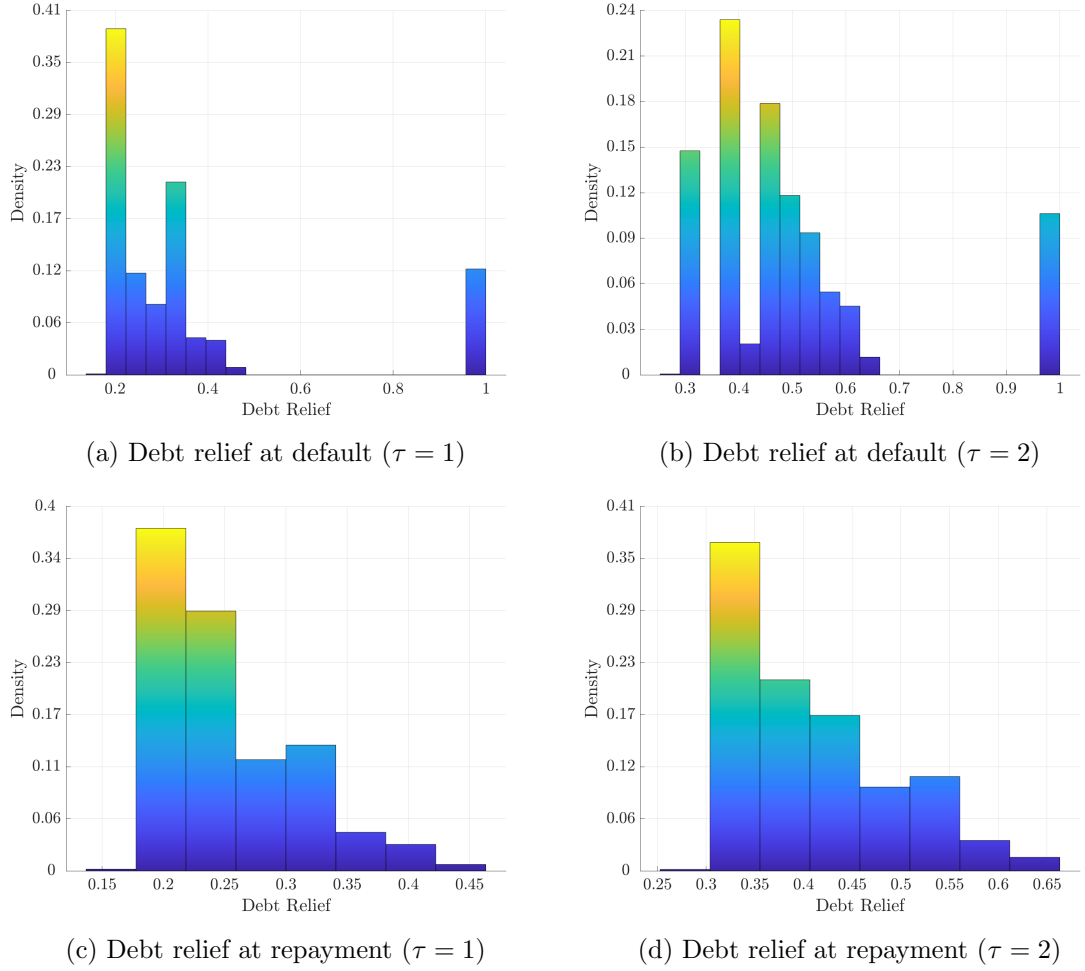 0.41
0.35
0.29
0.23
0.17
0.12
0.06
0
Density
0.2 0.4 0.6 0.8 1
Debt Relief
(a) Debt relief at default (τ = 1)
0.24
0.21
0.18
0.15
0.12
0.09
0.06
0.03
0
Density
0.3 0.4 0.5 0.6 0.7 0.8 0.9 1
Debt Relief
(b) Debt relief at default (τ = 2)
0.4
0.34
0.29
0.23
0.17
0.11
0.06
0
Density
0.15 0.2 0.25 0.3 0.35 0.4 0.45
Debt Relief
(c) Debt relief at repayment (τ = 1)
0.41
0.35
0.29
0.23
0.17
0.12
0.06
0
Density
0.25 0.3 0.35 0.4 0.45 0.5 0.55 0.6 0.65
Debt Relief
(d) Debt relief at repayment (τ = 2)